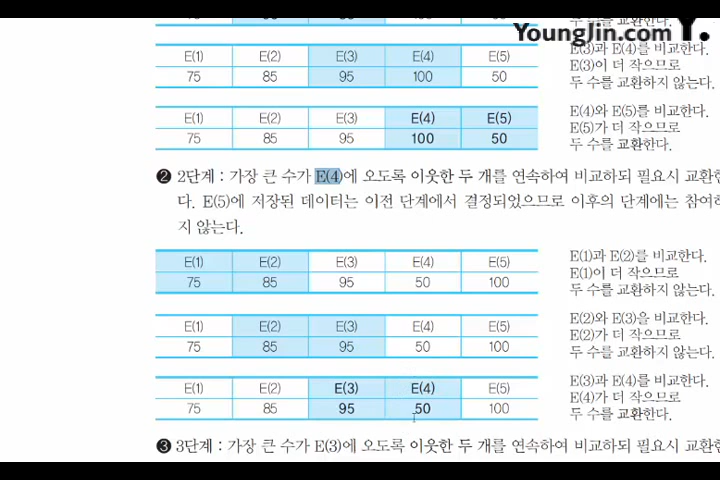 YoungJin.com Y.
75 85 95 100 50
두 수를 교환한다.
E(1) E(2) E(3) E(4) E(5)
75 85 95 100 50
E(3)과 E(4)를 비교한다.
E(3)이 더 작으므로
두 수를 교환하지 않는다.
E(1) E(2) E(3) E(4) E(5)
75 85 95 100 50
E(4)와 E(5)를 비교한다.
E(5)가 더 작으므로
두 수를 교환한다.
❷ 2단계 : 가장 큰 수가 E(4)에 오도록 이웃한 두 개를 연속하여 비교하되 필요시 교환한
다. E(5)에 저장된 데이터는 이전 단계에서 결정되었으므로 이후의 단계에는 참여하
지 않는다.
E(1) E(2) E(3) E(4) E(5)
75 85 95 50 100
E(1)과 E(2)를 비교한다.
E(1)이 더 작으므로
두 수를 교환하지 않는다.
E(1) E(2) E(3) E(4) E(5)
75 85 95 50 100
E(2)와 E(3)을 비교한다.
E(2)가 더 작으므로
두 수를 교환하지 않는다.
E(1) E(2) E(3) E(4) E(5)
75 85 95 50 100
E(3)과 E(4)를 비교한다.
E(4)가 더 작으므로
두 수를 교환한다.
❸ 3단계 : 가장 큰 수가 E(3)에 오도록 이웃한 두 개를 연속하여 비교하되 필요시 교환한